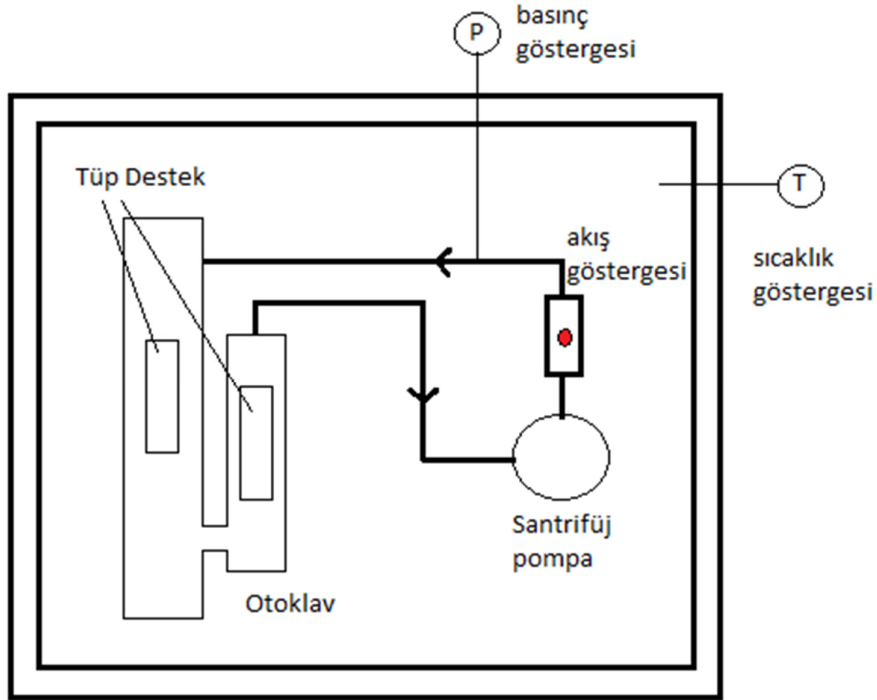 P
basınç
göstergesi
Tüp Destek
T
akış
göstergesi
sıcaklık
göstergesi
Santrifüj
pompa
Otoklav